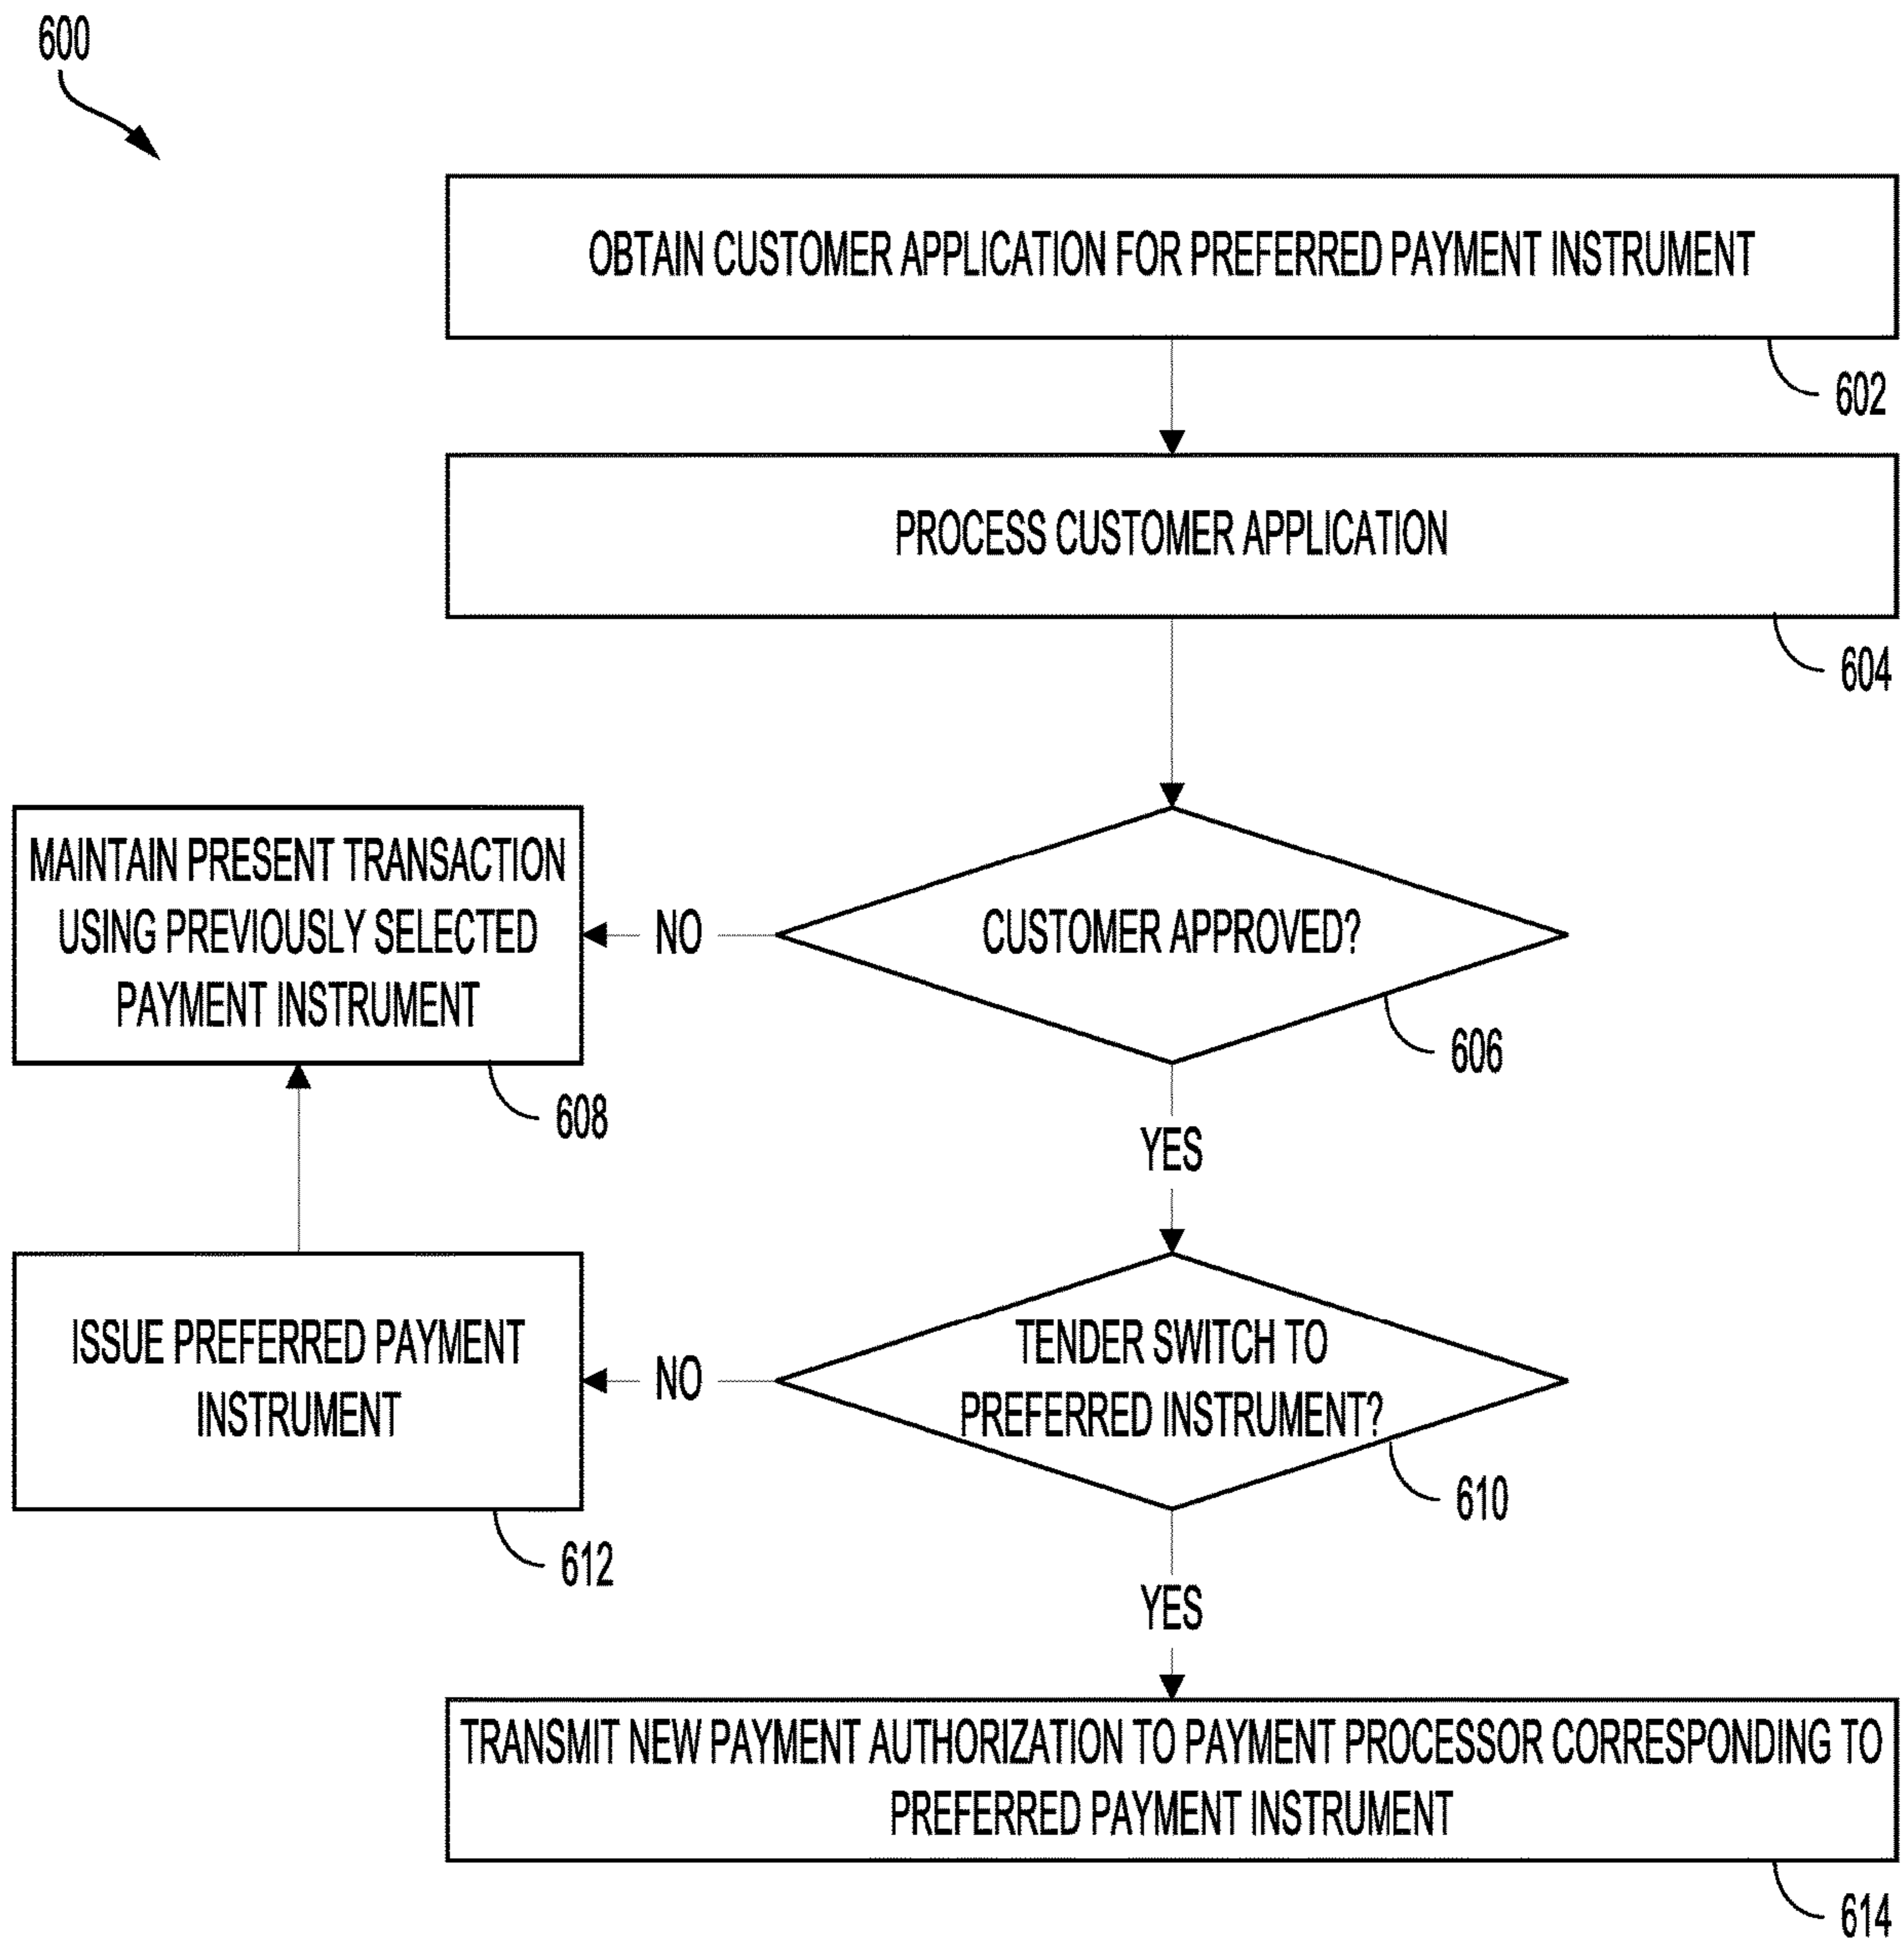 600
OBTAIN CUSTOMER APPLICATION FOR PREFERRED PAYMENT INSTRUMENT
602
PROCESS CUSTOMER APPLICATION
604
MAINTAIN PRESENT TRANSACTION
USING PREVIOUSLY SELECTED
PAYMENT INSTRUMENT
608
NO
CUSTOMER APPROVED?
606
YES
ISSUE PREFERRED PAYMENT
INSTRUMENT
612
NO
TENDER SWITCH TO
PREFERRED INSTRUMENT?
610
YES
TRANSMIT NEW PAYMENT AUTHORIZATION TO PAYMENT PROCESSOR CORRESPONDING TO
PREFERRED PAYMENT INSTRUMENT
614